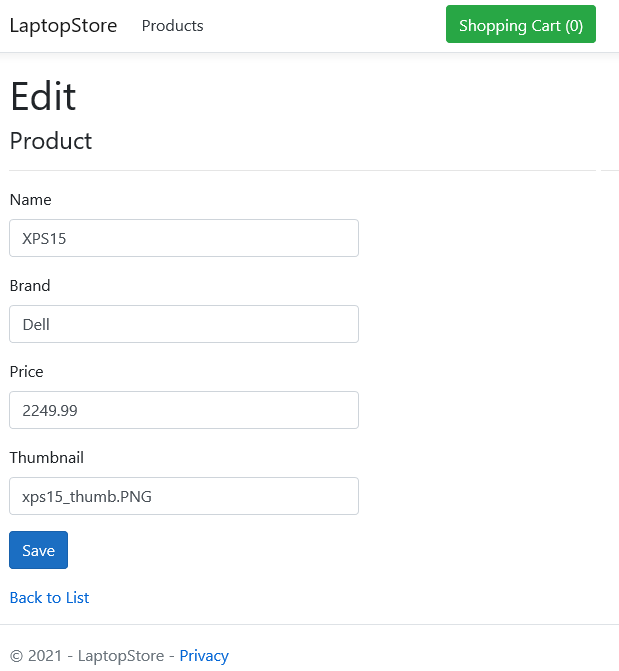 LaptopStore Products Shopping Cart (0)
Edit
Product
Name
XPS15
Brand
Dell
Price
2249.99
Thumbnail
xps15_thumb.PNG
Save
Back to List
© 2021 - LaptopStore - Privacy